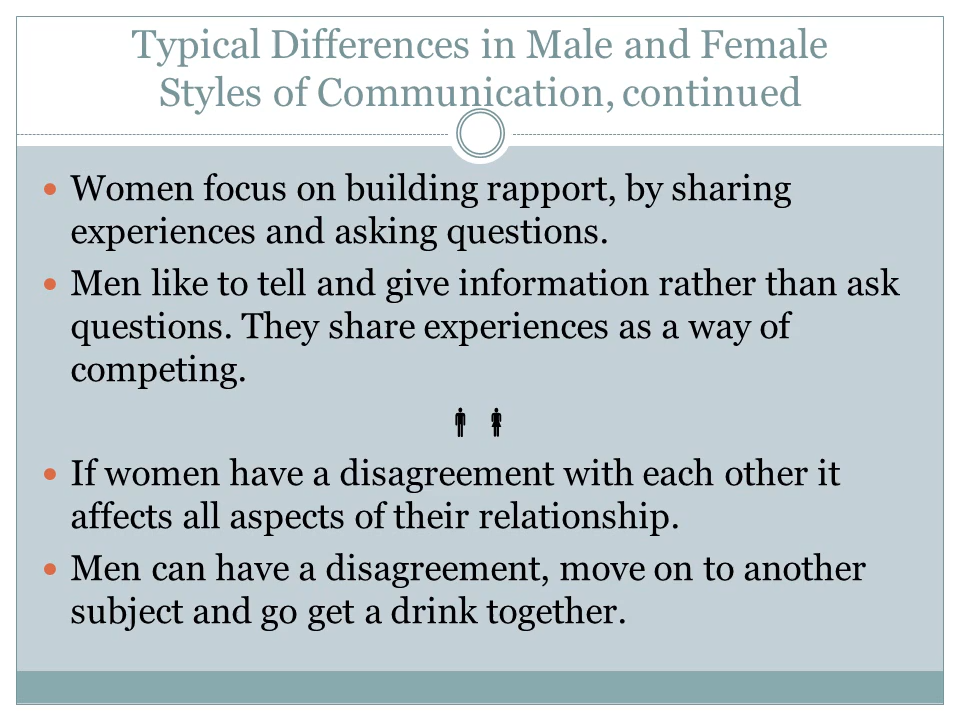 Typical Differences in Male and Female
Styles of Communication, continued
Women focus on building rapport, by sharing
experiences and asking questions.
Men like to tell and give information rather than ask
questions. They share experiences as a way of
competing.
If women have a disagreement with each other it
affects all aspects of their relationship.
Men can have a disagreement, move on to another
subject and go get a drink together.